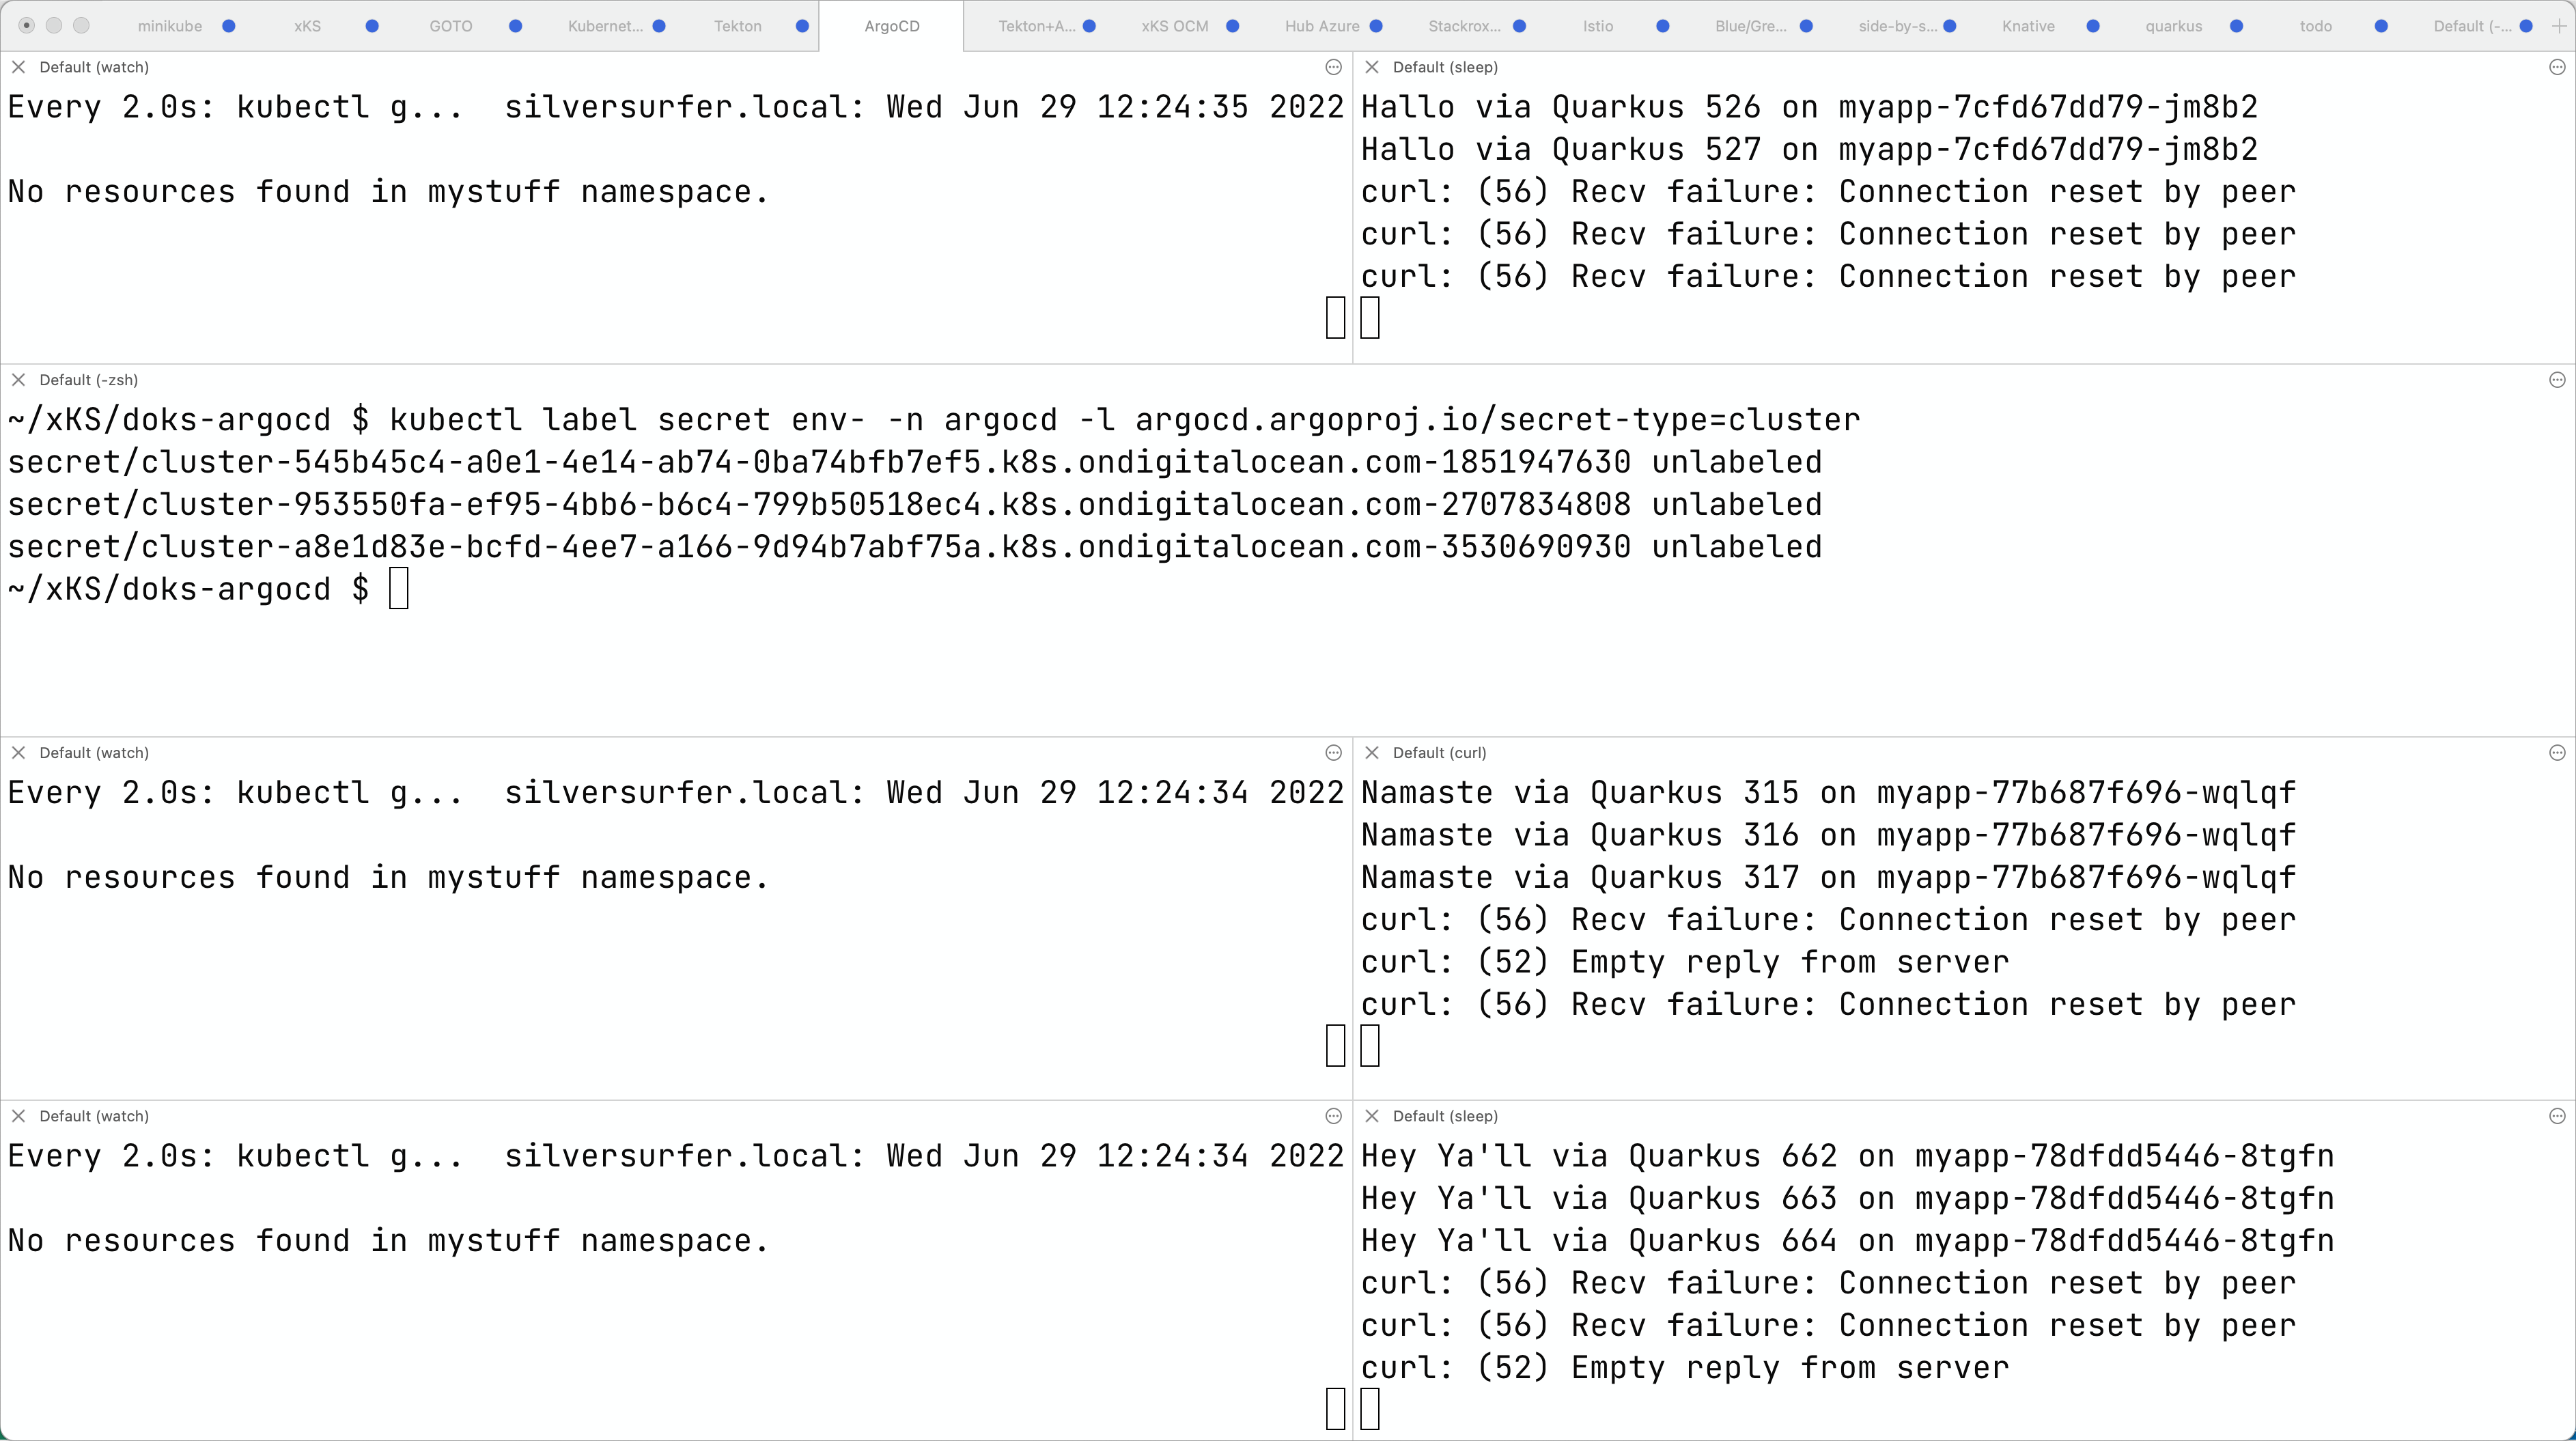 minikube xKS GOTO Kubernet... Tekton ArgoCD Tekton+A... xKS OCM Hub Azure Stackrox... Istio Blue/Gre... side-by-s... Knative quarkus todo Default (-...
Default (watch)
Every 2.0s: kubectl g...  silversurfer.local: Wed Jun 29 12:24:35 2022
No resources found in mystuff namespace.
Default (sleep)
Hallo via Quarkus 526 on myapp-7cfd67dd79-jm8b2
Hallo via Quarkus 527 on myapp-7cfd67dd79-jm8b2
curl: (56) Recv failure: Connection reset by peer
curl: (56) Recv failure: Connection reset by peer
curl: (56) Recv failure: Connection reset by peer
Default (-zsh)
~/xKS/doks-argocd $ kubectl label secret env- -n argocd -l argocd.argoproj.io/secret-type=cluster
secret/cluster-545b45c4-a0e1-4e14-ab74-0ba74bfb7ef5.k8s.ondigitalocean.com-1851947630 unlabeled
secret/cluster-953550fa-ef95-4bb6-b6c4-799b50518ec4.k8s.ondigitalocean.com-2707834808 unlabeled
secret/cluster-a8e1d83e-bcfd-4ee7-a166-9d94b7abf75a.k8s.ondigitalocean.com-3530690930 unlabeled
~/xKS/doks-argocd $
Default (watch)
Every 2.0s: kubectl g...  silversurfer.local: Wed Jun 29 12:24:34 2022
No resources found in mystuff namespace.
Default (curl)
Namaste via Quarkus 315 on myapp-77b687f696-wqlqf
Namaste via Quarkus 316 on myapp-77b687f696-wqlqf
Namaste via Quarkus 317 on myapp-77b687f696-wqlqf
curl: (56) Recv failure: Connection reset by peer
curl: (52) Empty reply from server
curl: (56) Recv failure: Connection reset by peer
Default (watch)
Every 2.0s: kubectl g...  silversurfer.local: Wed Jun 29 12:24:34 2022
No resources found in mystuff namespace.
Default (sleep)
Hey Ya'll via Quarkus 662 on myapp-78dfdd5446-8tgfn
Hey Ya'll via Quarkus 663 on myapp-78dfdd5446-8tgfn
Hey Ya'll via Quarkus 664 on myapp-78dfdd5446-8tgfn
curl: (56) Recv failure: Connection reset by peer
curl: (56) Recv failure: Connection reset by peer
curl: (52) Empty reply from server